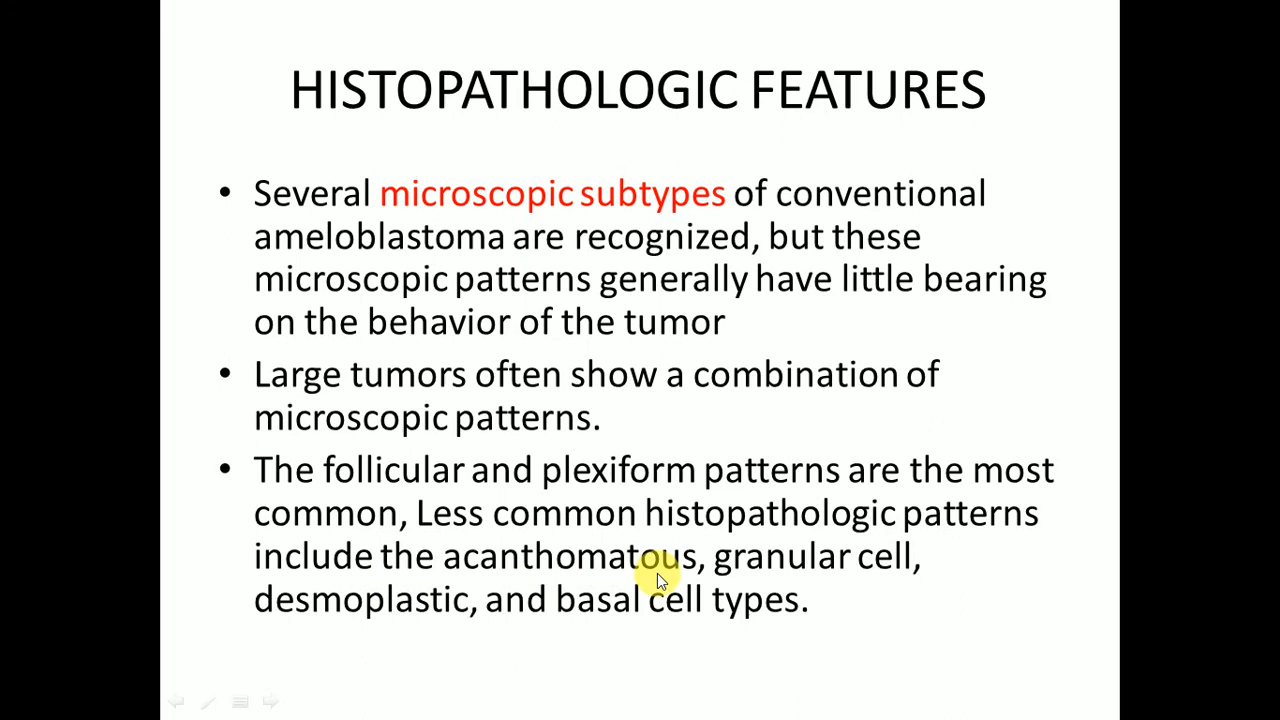 HISTOPATHOLOGIC FEATURES
• Several microscopic subtypes of conventional
ameloblastoma are recognized, but these
microscopic patterns generally have little bearing
on the behavior of the tumor
• Large tumors often show a combination of
microscopic patterns.
• The follicular and plexiform patterns are the most
common, Less common histopathologic patterns
include the acanthomatous, granular cell,
desmoplastic, and basal cell types.